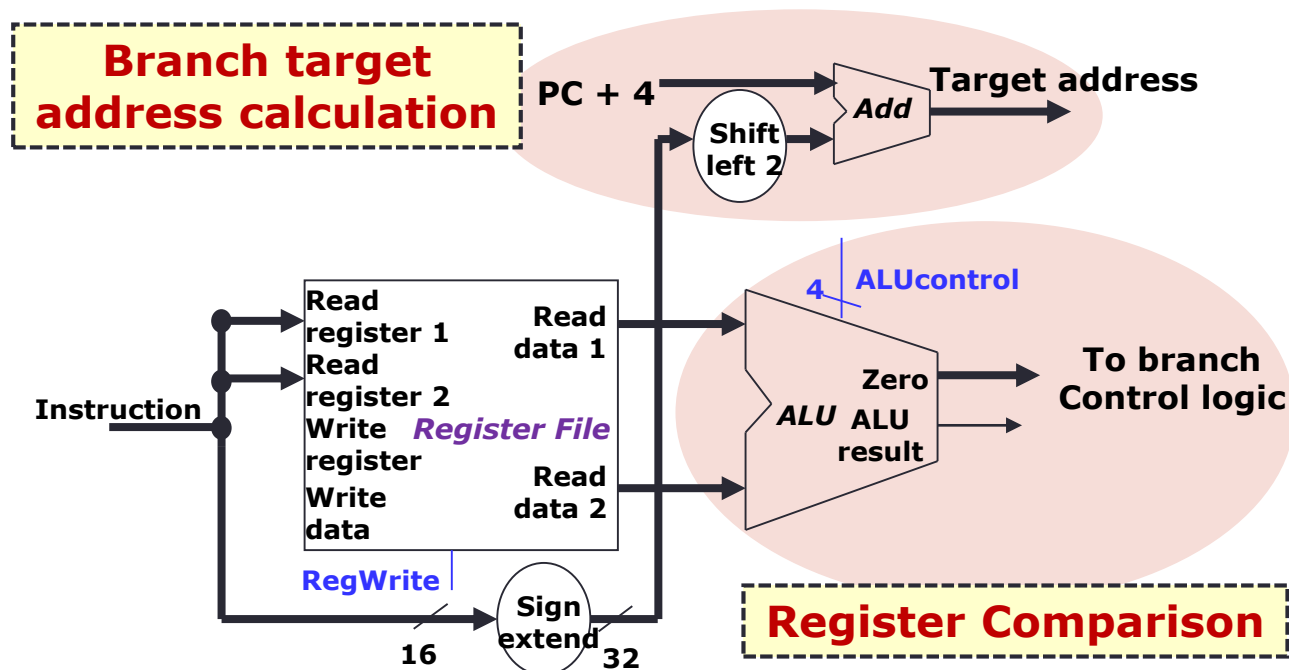 Branch target
address calculation
PC + 4
Shift
left 2
Add
Target address
Instruction
Read
register 1
Read
register 2
Write
register
Write
data
Register File
Read
data 1
Read
data 2
RegWrite
16
Sign
extend
32
4
ALUcontrol
ALU
Zero
ALU
result
To branch
Control logic
Register Comparison